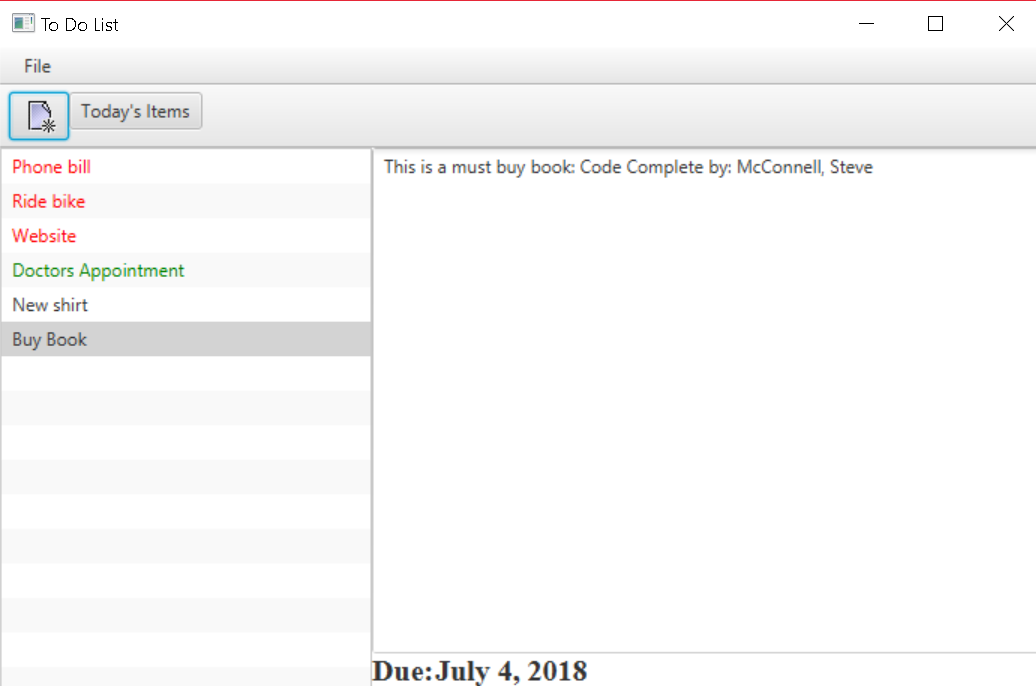 To Do List
File
Today's Items
Phone bill
Ride bike
Website
Doctors Appointment
New shirt
Buy Book
This is a must buy book: Code Complete by: McConnell, Steve
Due:July 4, 2018